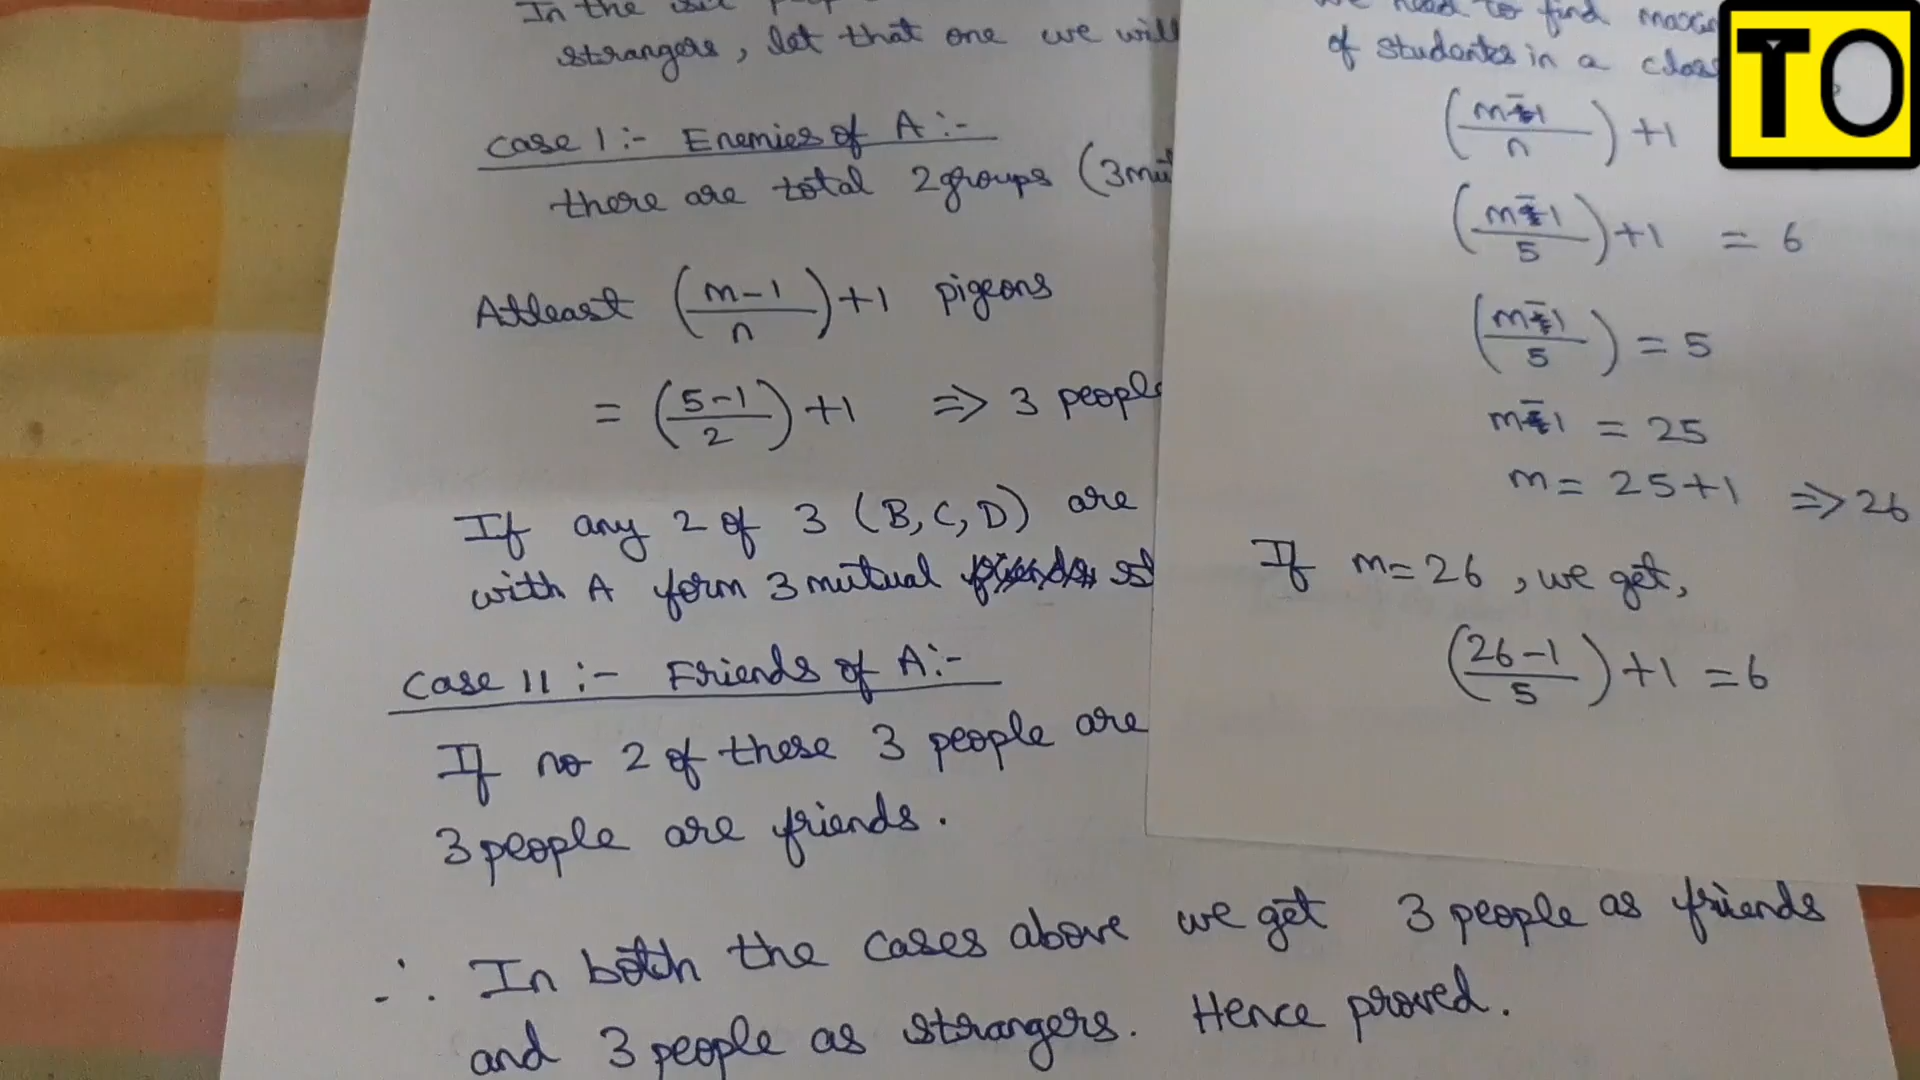 In the
strangers, let that one we will
Case I :- Enemies of A :-
there are total 2 groups (3
Atleast (m-1/n)+1 pigeons
= (5-1/2)+1 => 3 people
If any 2 of 3 (B, C, D) are
with A form 3 mutual
Case II :- Friends of A :-
If no 2 of these 3 people are
3 people are friends.
∴ In both the cases above we get 3 people as friends
and 3 people as strangers. Hence proved.
need to find
of students in a
(m-1/n)+1
(m-1/5)+1 = 6
(m-1/5) = 5
m-1 = 25
m = 25+1 => 26
If m=26, we get,
(26-1/5)+1 = 6
TO